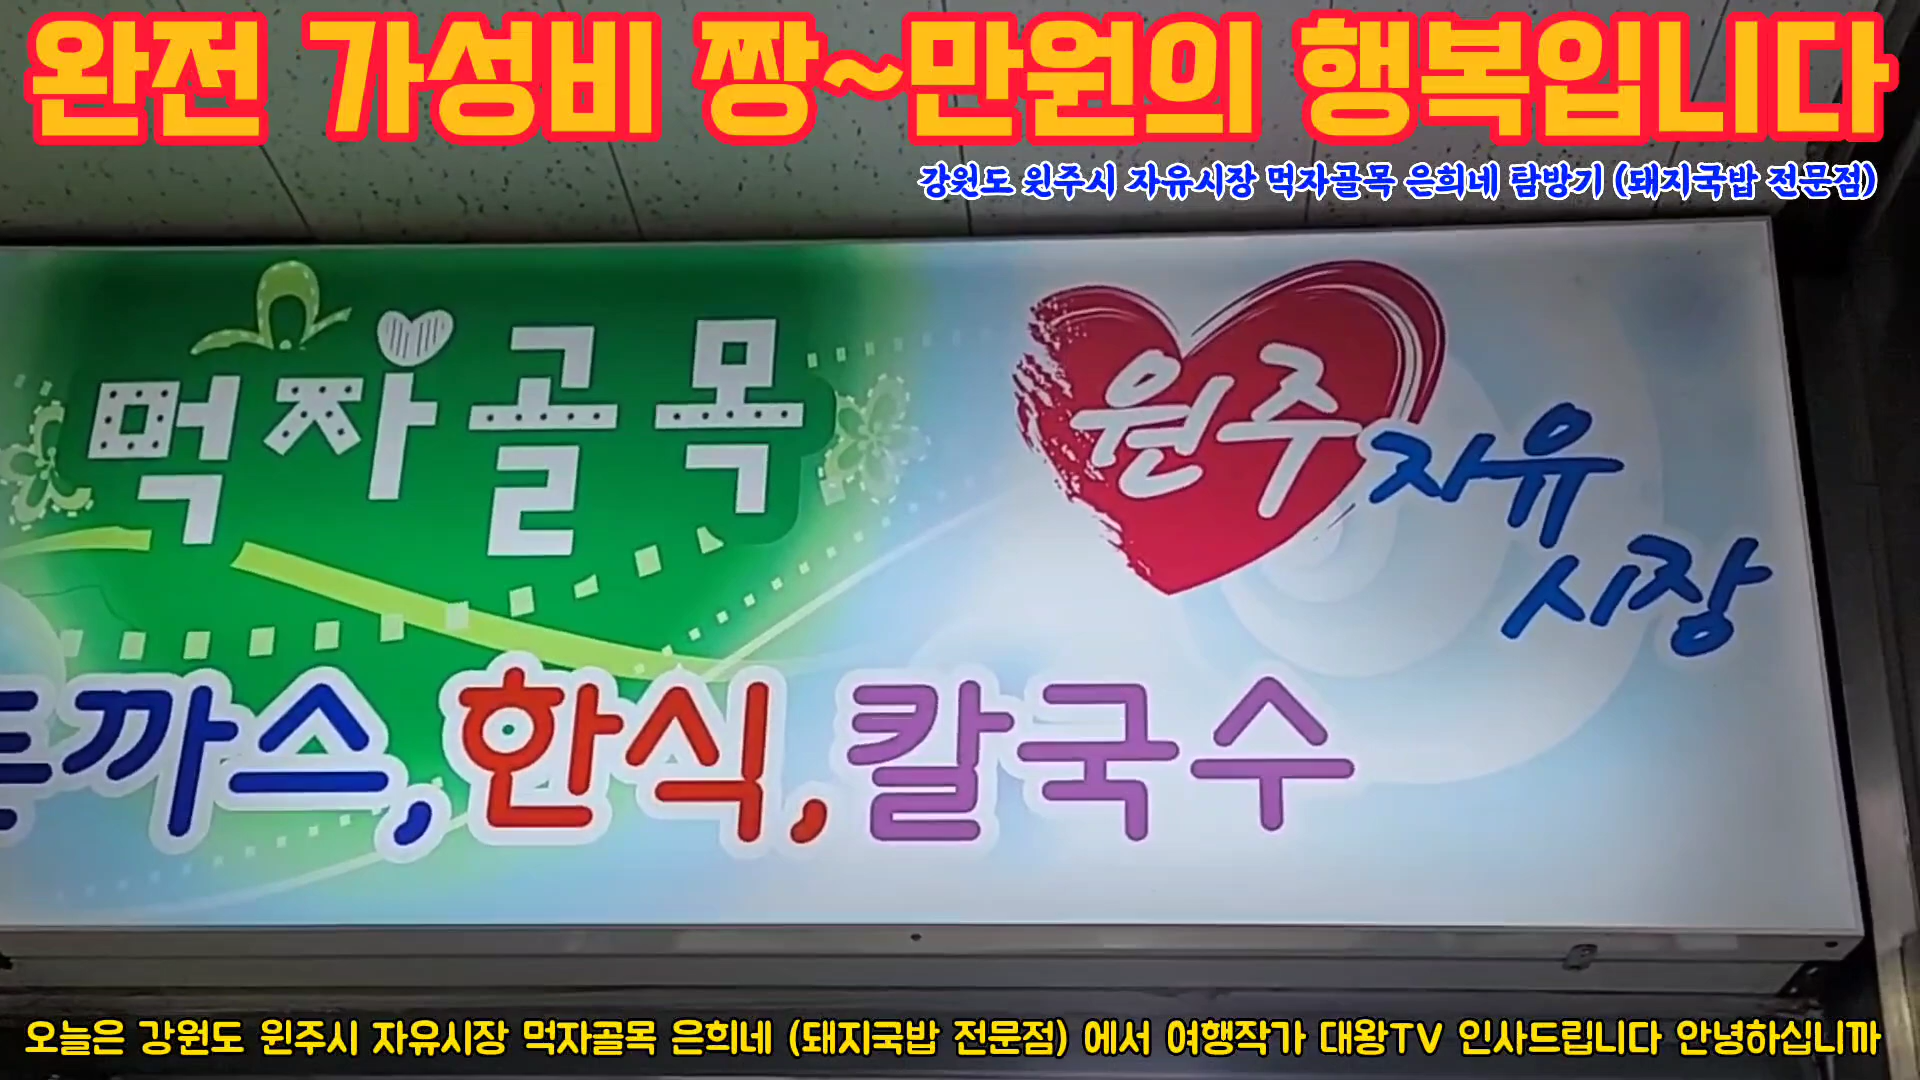 완전 가성비 짱~만원의 행복입니다
강원도 원주시 자유시장 먹자골목 은희네 탐방기 (돼지국밥 전문점)
먹자골목
원주 자유
시장
돈까스,한식,칼국수
오늘은 강원도 원주시 자유시장 먹자골목 은희네 (돼지국밥 전문점) 에서 여행작가 대왕TV 인사드립니다 안녕하십니까